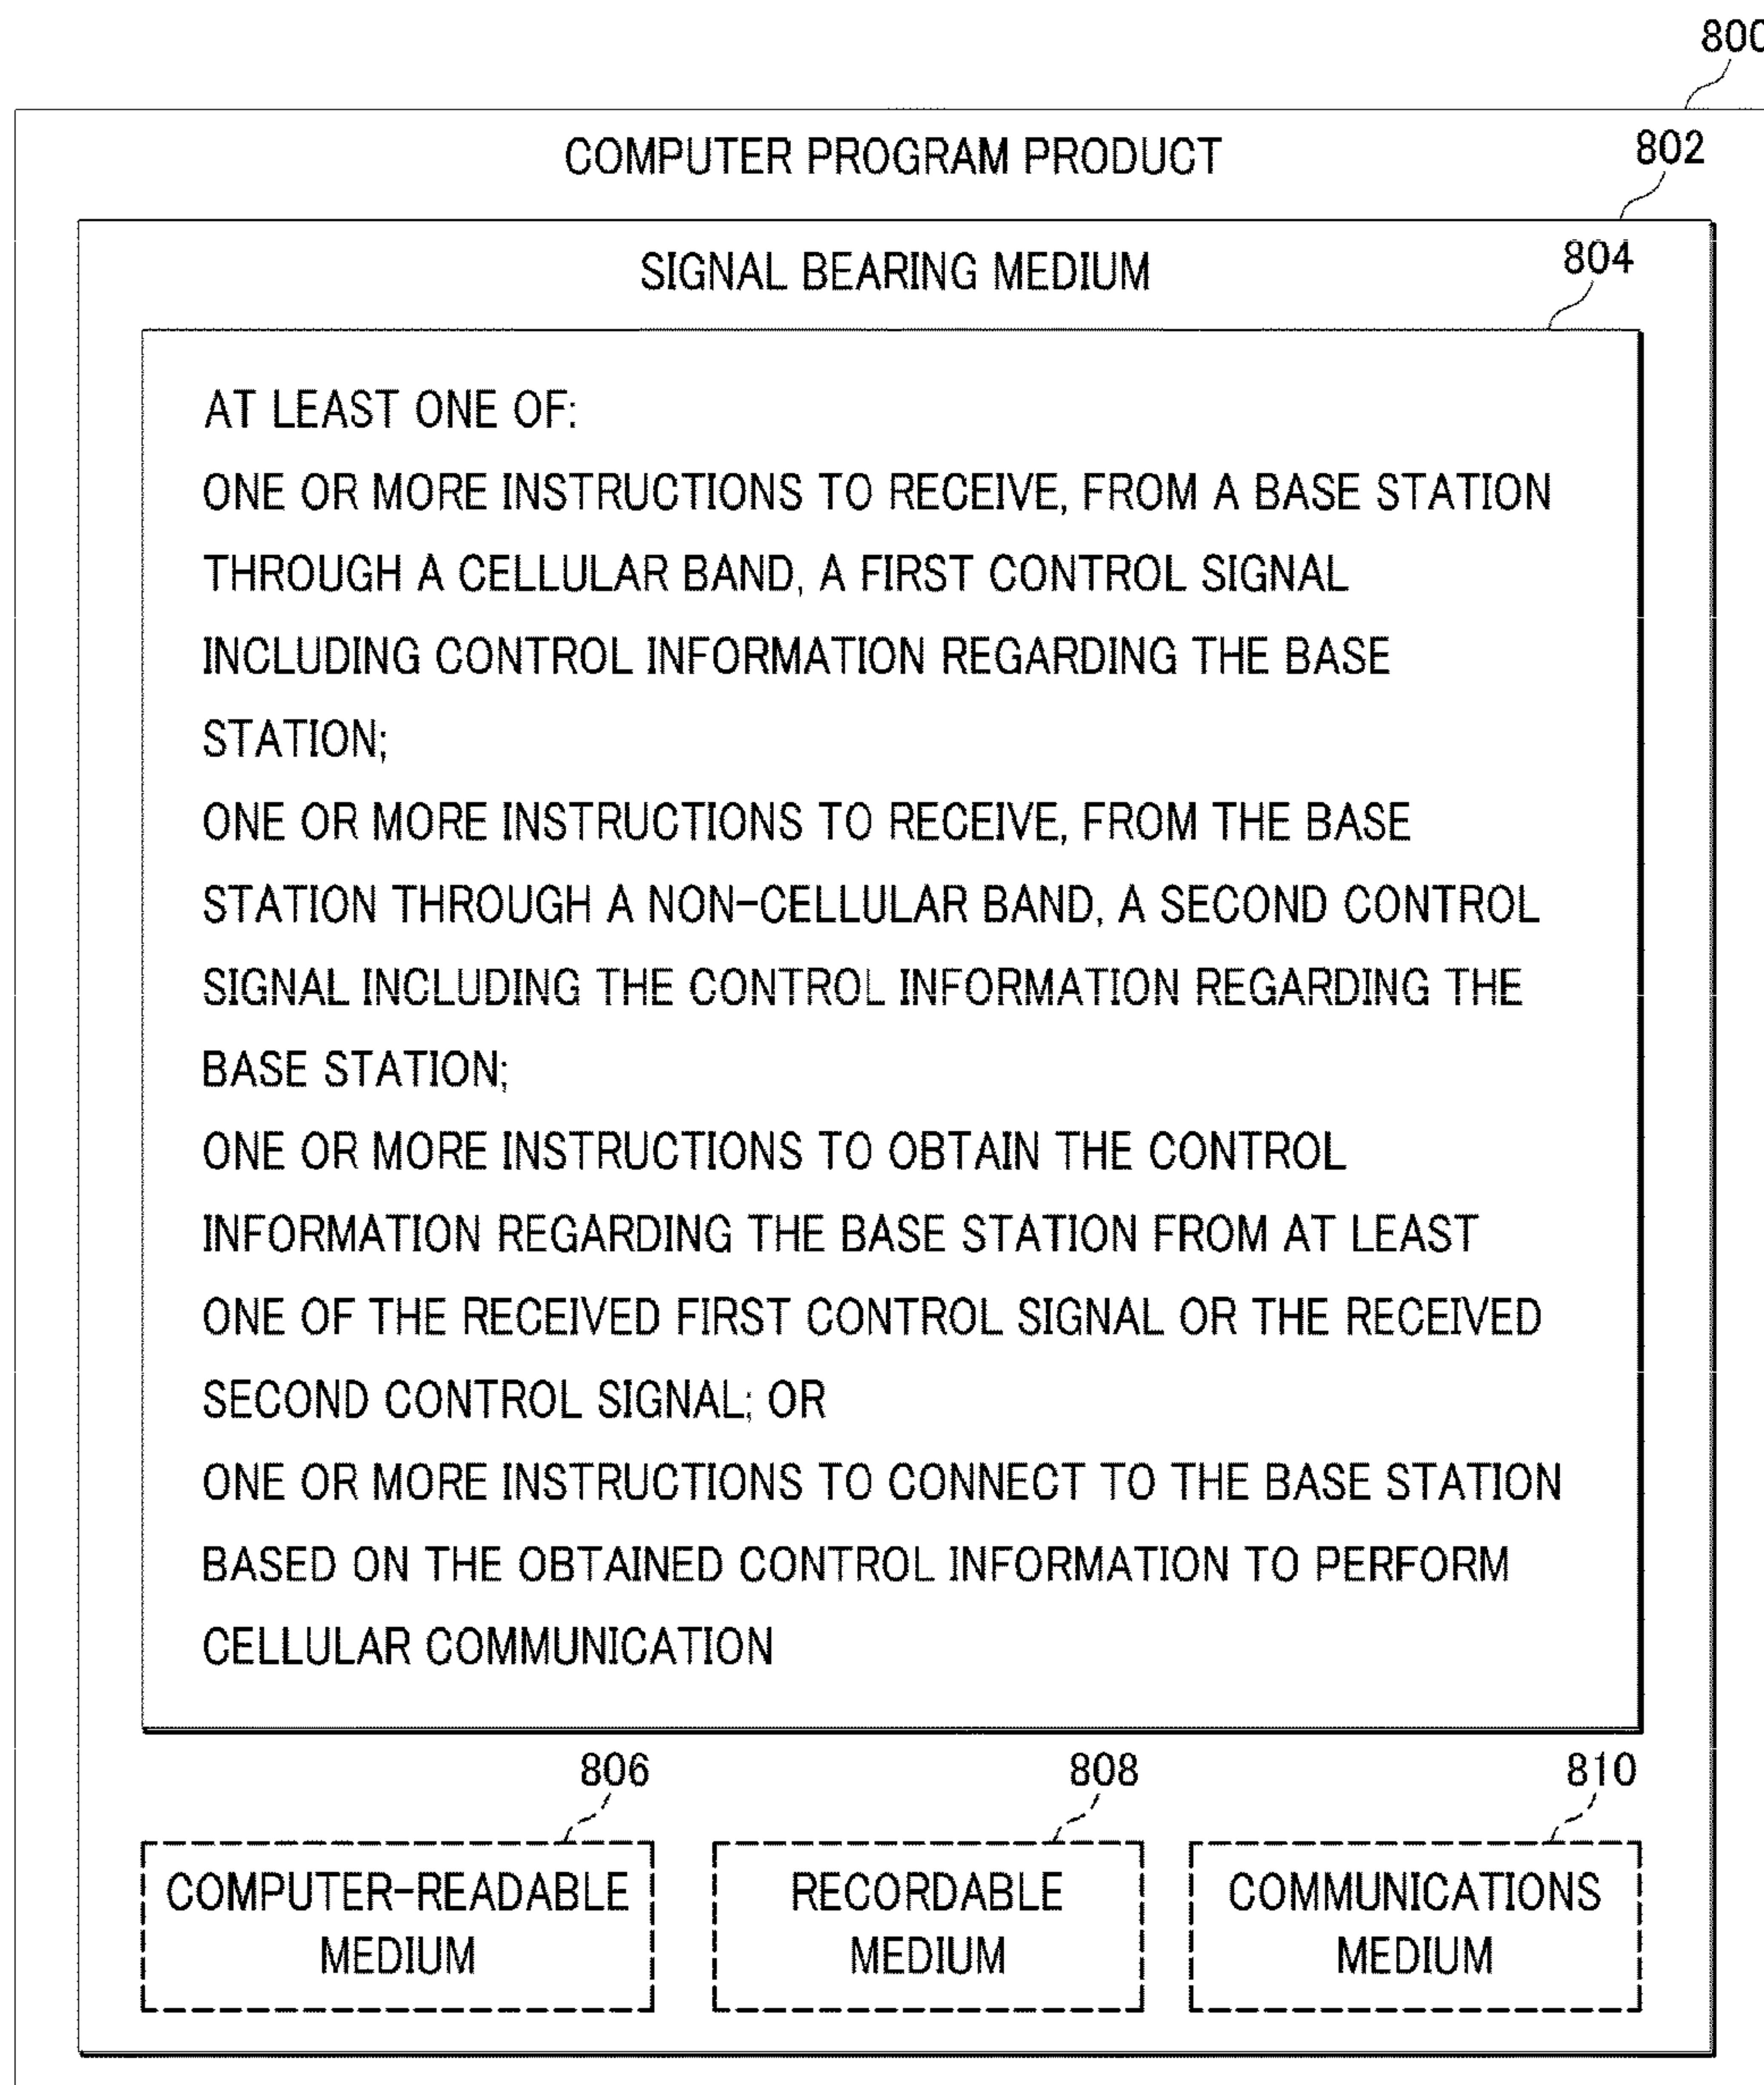 800
COMPUTER PROGRAM PRODUCT
802
SIGNAL BEARING MEDIUM
804
AT LEAST ONE OF:
ONE OR MORE INSTRUCTIONS TO RECEIVE, FROM A BASE STATION
THROUGH A CELLULAR BAND, A FIRST CONTROL SIGNAL
INCLUDING CONTROL INFORMATION REGARDING THE BASE
STATION;
ONE OR MORE INSTRUCTIONS TO RECEIVE, FROM THE BASE
STATION THROUGH A NON-CELLULAR BAND, A SECOND CONTROL
SIGNAL INCLUDING THE CONTROL INFORMATION REGARDING THE
BASE STATION;
ONE OR MORE INSTRUCTIONS TO OBTAIN THE CONTROL
INFORMATION REGARDING THE BASE STATION FROM AT LEAST
ONE OF THE RECEIVED FIRST CONTROL SIGNAL OR THE RECEIVED
SECOND CONTROL SIGNAL; OR
ONE OR MORE INSTRUCTIONS TO CONNECT TO THE BASE STATION
BASED ON THE OBTAINED CONTROL INFORMATION TO PERFORM
CELLULAR COMMUNICATION
806
808
810
COMPUTER-READABLE
MEDIUM
RECORDABLE
MEDIUM
COMMUNICATIONS
MEDIUM